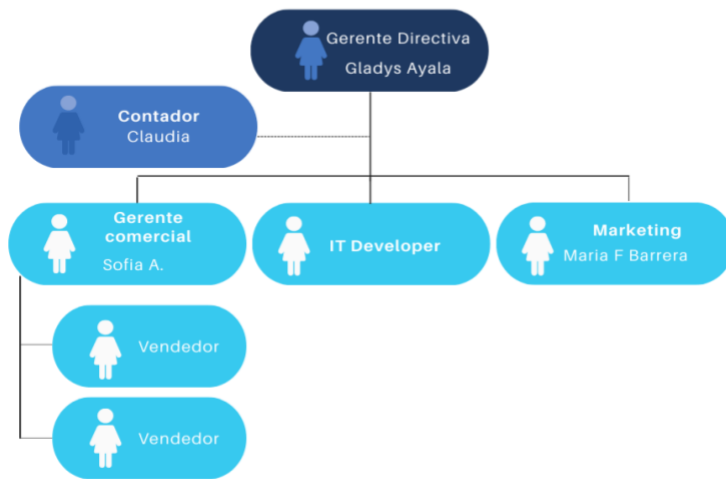 Gerente Directiva
Gladys Ayala
Contador
Claudia
Gerente
comercial
Sofia A.
IT Developer
Marketing
Maria F Barrera
Vendedor
Vendedor